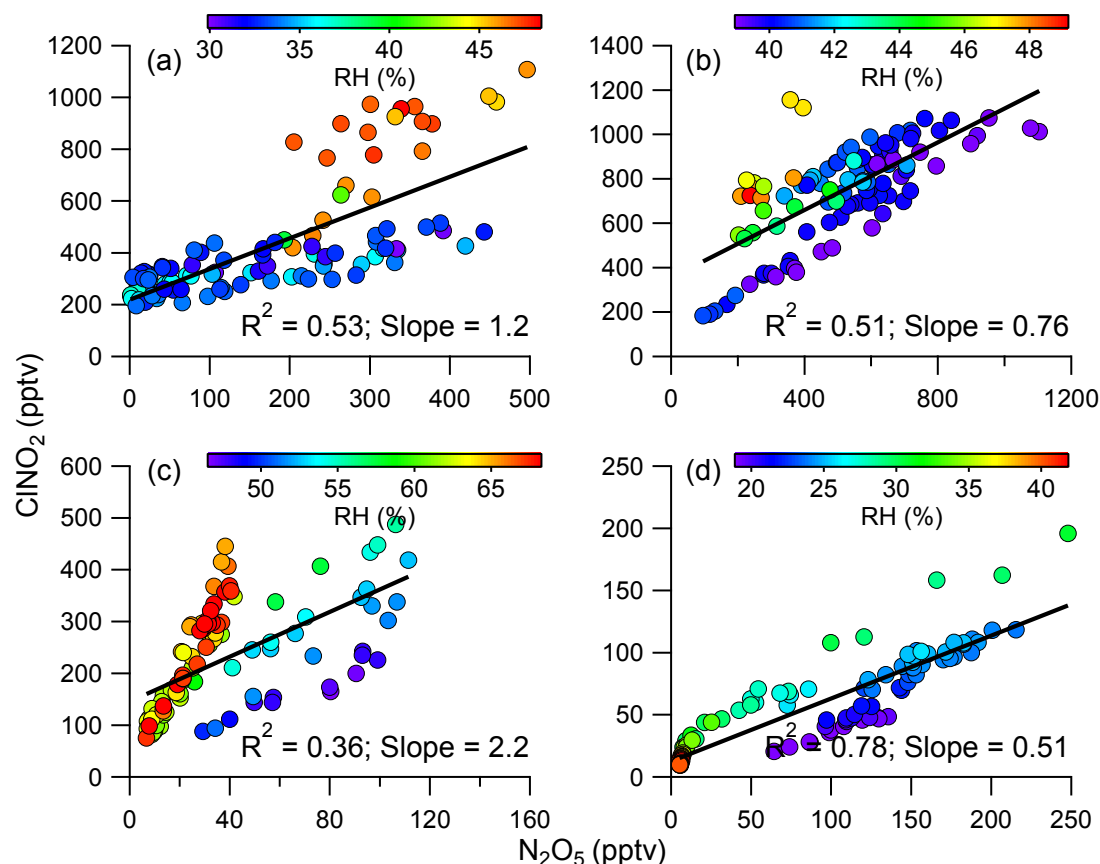 30 35 40 45
RH (%)
(a)
1200
1000
800
600
400
200
0
R2 = 0.53; Slope = 1.2
0 100 200 300 400 500
40 42 44 46 48
RH (%)
(b)
1400
1200
1000
800
600
400
200
0
R2 = 0.51; Slope = 0.76
400 800 1200
ClNO2 (pptv)
50 55 60 65
RH (%)
(c)
600
500
400
300
200
100
0
R2 = 0.36; Slope = 2.2
0 40 80 120 160
20 25 30 35 40
RH (%)
(d)
250
200
150
100
50
0
R2 = 0.78; Slope = 0.51
0 50 100 150 200 250
N2O5 (pptv)